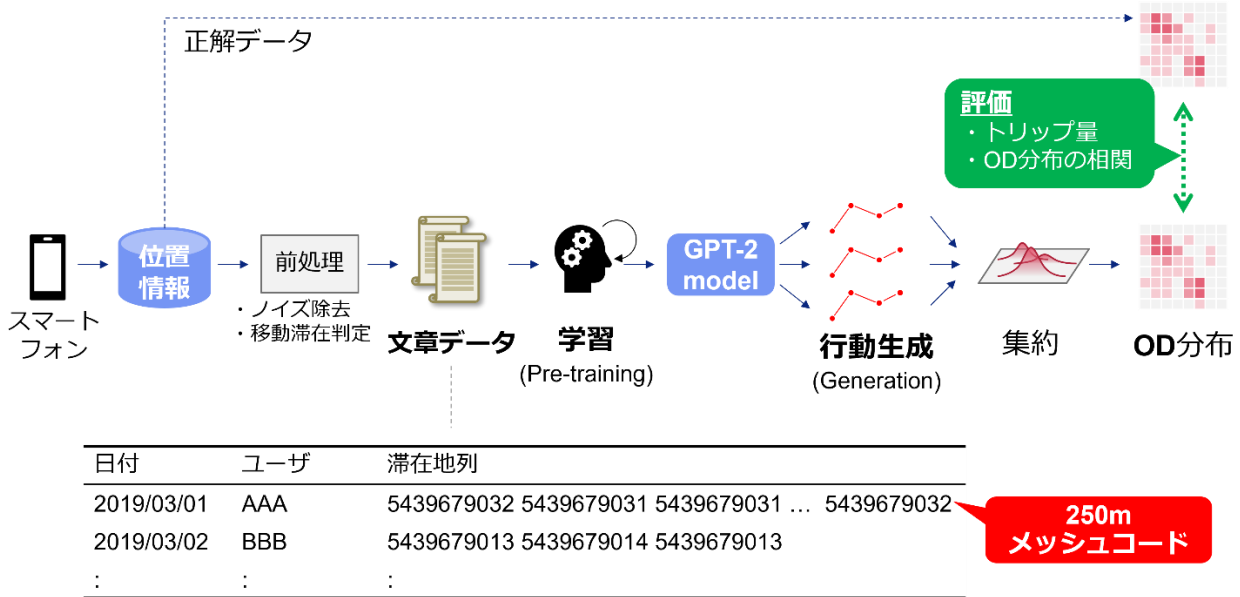 正解データ
評価
・トリップ量
・OD分布の相関
スマート
フォン
位置
情報
前処理
・ノイズ除去
・移動滞在判定
文章データ
学習
(Pre-training)
GPT-2
model
行動生成
(Generation)
集約
OD分布
日付 ユーザ 滞在地列
2019/03/01 AAA 5439679032 5439679031 5439679031 … 5439679032
2019/03/02 BBB 5439679013 5439679014 5439679013
: : :
250m
メッシュコード